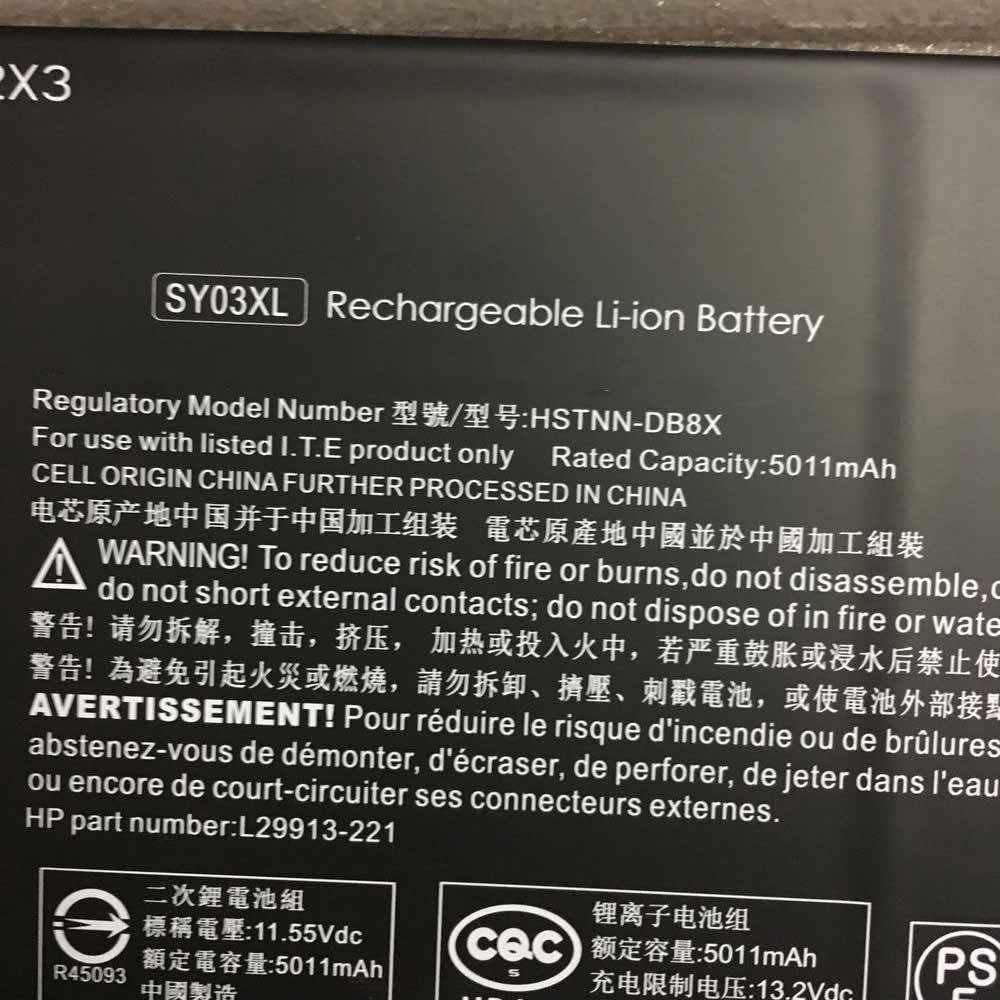 2X3
SY03XL Rechargeable Li-ion Battery
Regulatory Model Number 型號/型号:HSTNN-DB8X
For use with listed I.T.E product only Rated Capacity:5011mAh
CELL ORIGIN CHINA FURTHER PROCESSED IN CHINA
电芯原产地中国并于中国加工组装 電芯原產地中國並於中國加工組裝
WARNING! To reduce risk of fire or burns,do not disassemble,
do not short external contacts; do not dispose of in fire or wate
警告! 请勿拆解，撞击，挤压， 加热或投入火中，若严重鼓胀或浸水后禁止使
警告! 為避免引起火災或燃燒，請勿拆卸、擠壓、刺戳電池，或使電池外部接點
AVERTISSEMENT! Pour réduire le risque d'incendie ou de brûlures
abstenez-vous de démonter, d'écraser, de perforer, de jeter dans l'eau
ou encore de court-circuiter ses connecteurs externes.
HP part number:L29913-221
二次鋰電池組
標稱電壓:11.55Vdc
額定電容量:5011mAh
中國製造
R45093
CQC
S
锂离子电池组
额定容量:5011mAh
充电限制电压:13.2Vdc
PS
E